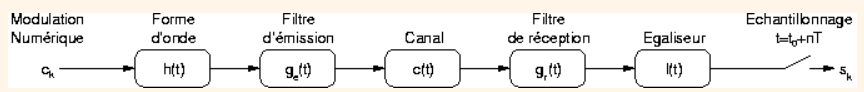 Modulation Numérique
Forme d'onde
Filtre d'émission
Canal
Filtre de réception
Egaliseur
Echantillonnage
t=t₀+nT
cₖ
h(t)
gₑ(t)
c(t)
gᵣ(t)
l(t)
sₖ